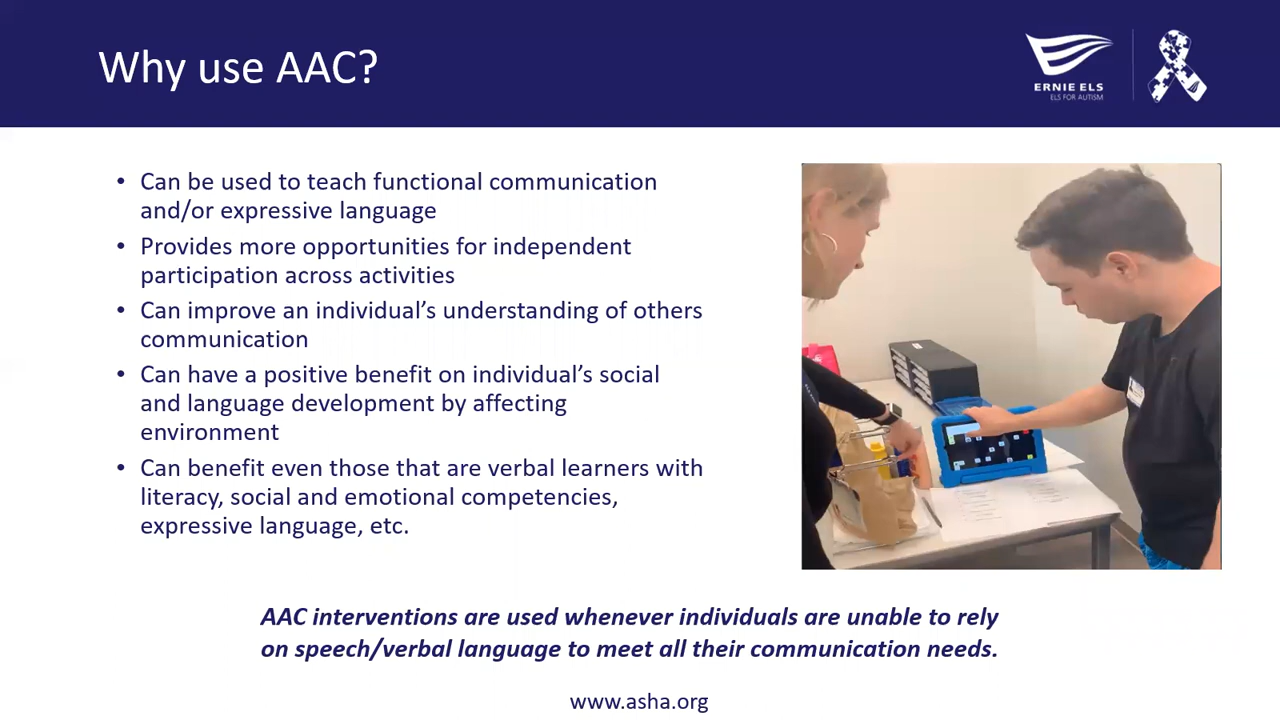 Why use AAC?
ERNIE ELS
ELS FOR AUTISM
• Can be used to teach functional communication
and/or expressive language
• Provides more opportunities for independent
participation across activities
• Can improve an individual’s understanding of others
communication
• Can have a positive benefit on individual’s social
and language development by affecting
environment
• Can benefit even those that are verbal learners with
literacy, social and emotional competencies,
expressive language, etc.
AAC interventions are used whenever individuals are unable to rely
on speech/verbal language to meet all their communication needs.
www.asha.org